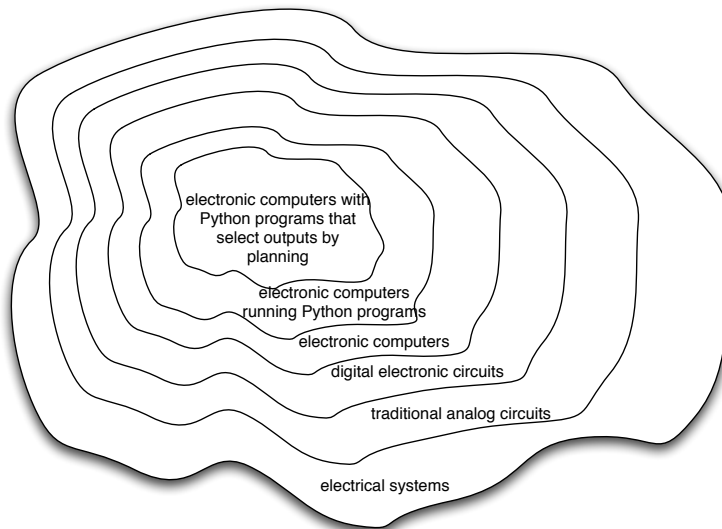 electronic computers with
Python programs that
select outputs by
planning
electronic computers
running Python programs
electronic computers
digital electronic circuits
traditional analog circuits
electrical systems